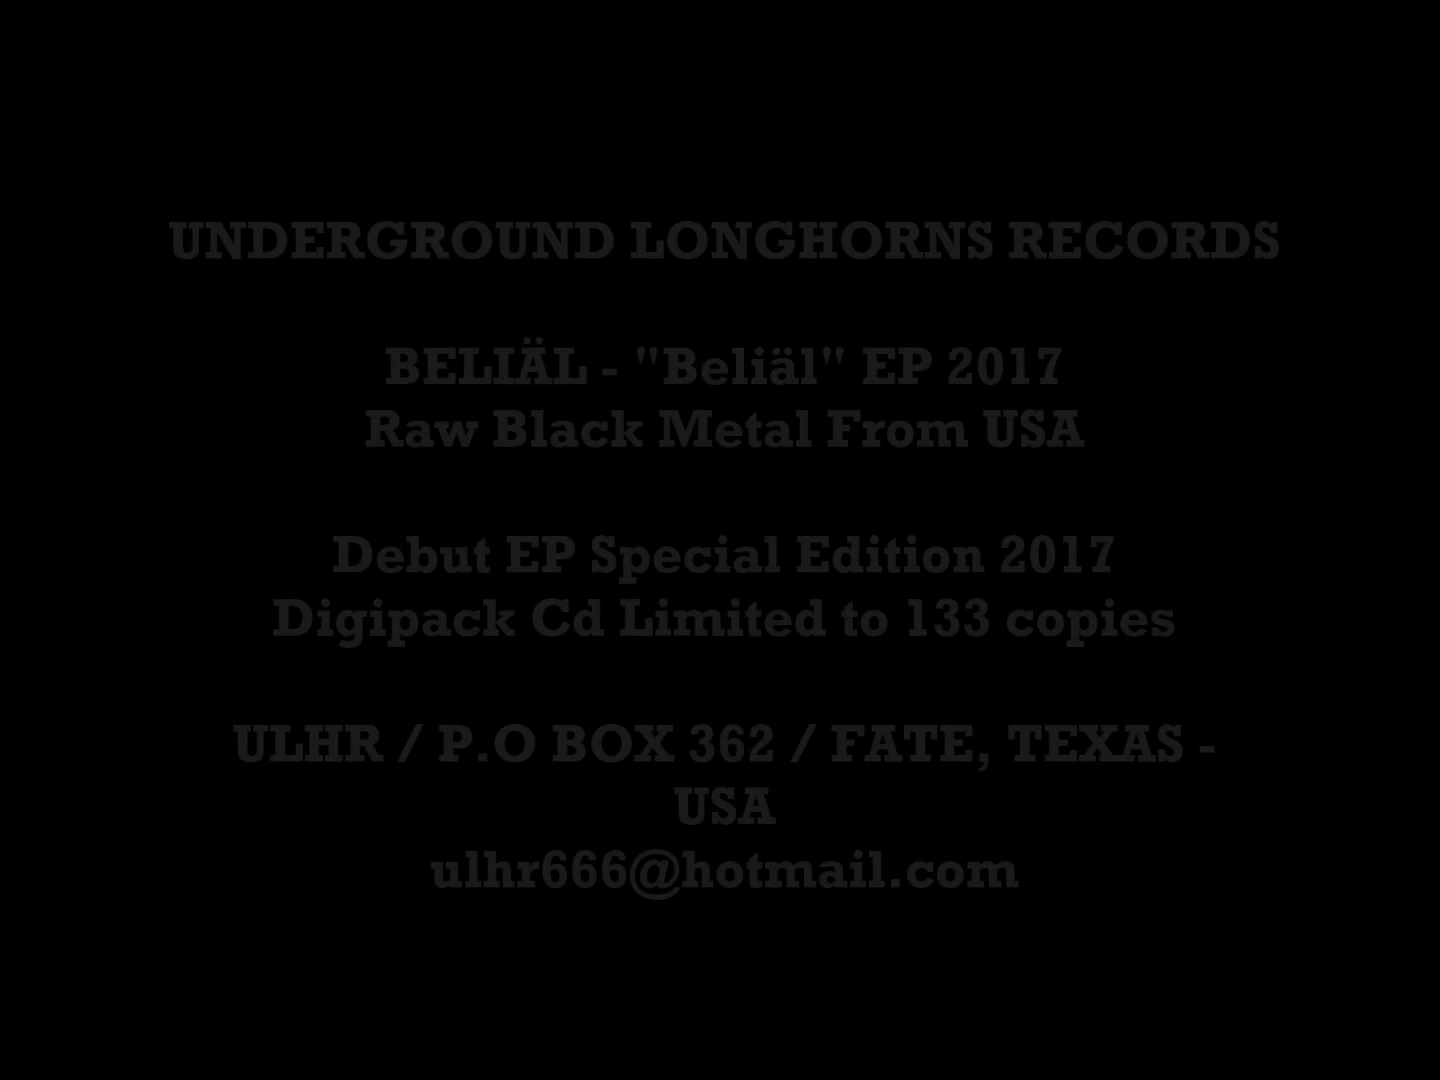 UNDERGROUND LONGHORNS RECORDS
BELIÄL - "Beliäl" EP 2017
Raw Black Metal From USA
Debut EP Special Edition 2017
Digipack Cd Limited to 133 copies
ULHR / P.O BOX 362 / FATE, TEXAS -
USA
ulhr666@hotmail.com